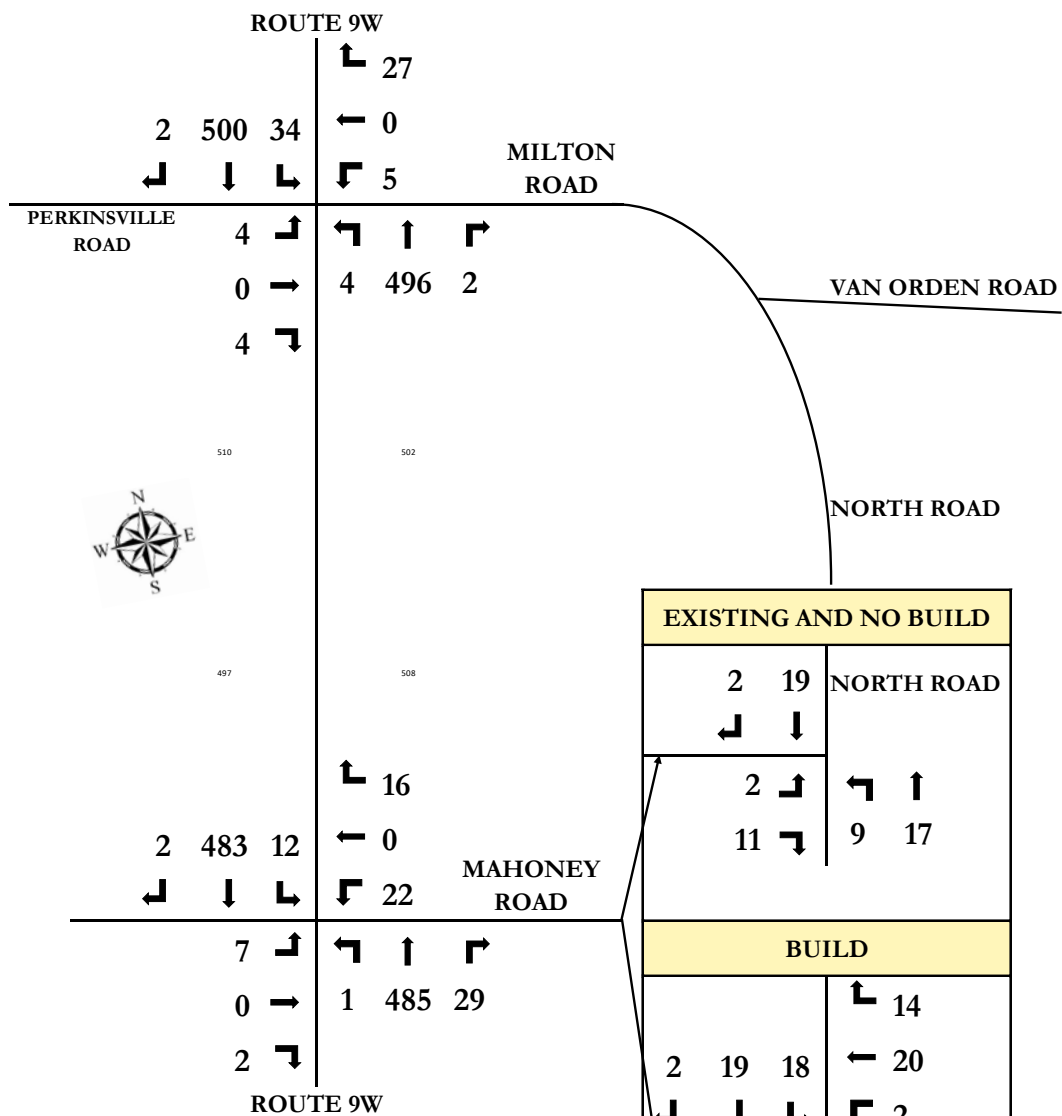 ROUTE 9W
27
2 500 34
0
5
MILTON
ROAD
PERKINSVILLE
ROAD
4
0
4
4 496 2
VAN ORDEN ROAD
510 502
N
W E
S
NORTH ROAD
EXISTING AND NO BUILD
497 508
2 19
NORTH ROAD
2
11
9 17
16
2 483 12
0
22
MAHONEY
ROAD
7
0
2
1 485 29
BUILD
14
2 19 18
20
2
ROUTE 9W